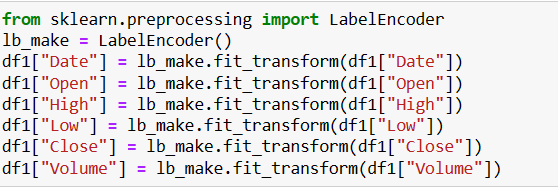 from sklearn.preprocessing import LabelEncoder
lb_make = LabelEncoder()
df1["Date"] = lb_make.fit_transform(df1["Date"])
df1["Open"] = lb_make.fit_transform(df1["Open"])
df1["High"] = lb_make.fit_transform(df1["High"])
df1["Low"] = lb_make.fit_transform(df1["Low"])
df1["Close"] = lb_make.fit_transform(df1["Close"])
df1["Volume"] = lb_make.fit_transform(df1["Volume"])